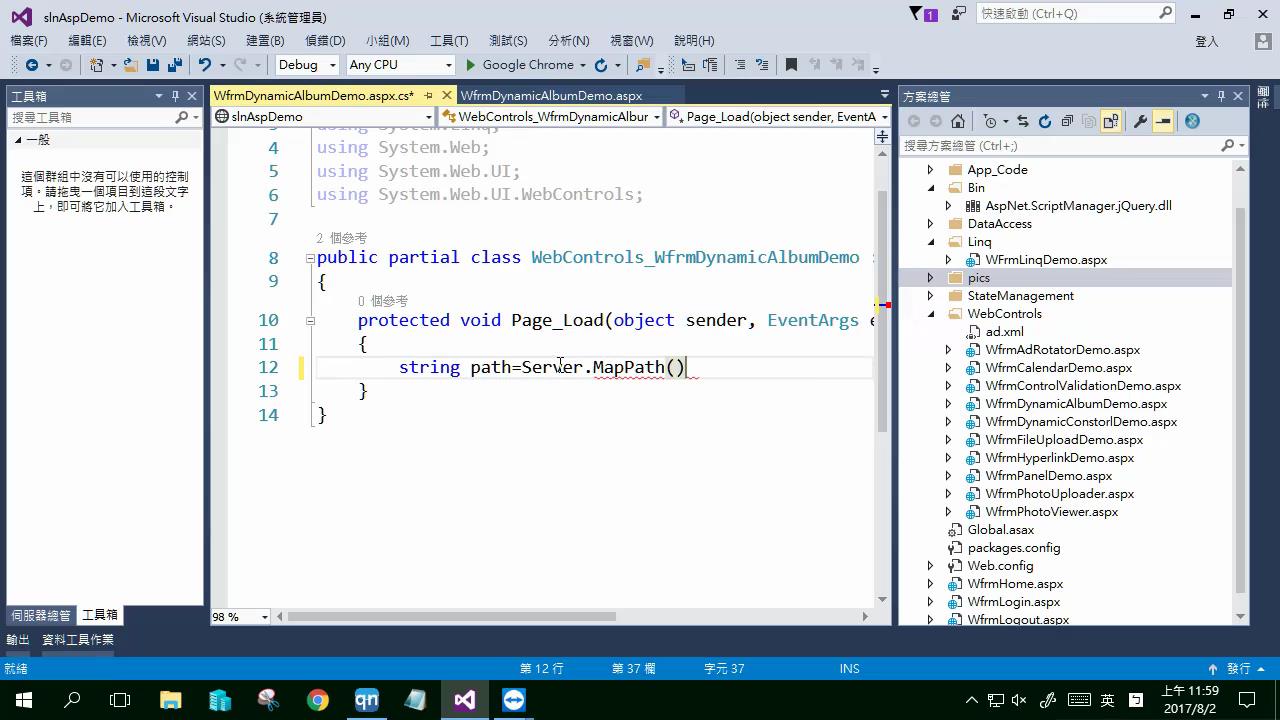 slnAspDemo - Microsoft Visual Studio (系統管理員)
1
快速啟動 (Ctrl+Q)
檔案(F) 編輯(E) 檢視(V) 網站(S) 建置(B) 偵錯(D) 小組(M) 工具(T) 測試(S) 分析(N) 視窗(W) 說明(H)
登入
Debug Any CPU Google Chrome
工具箱
搜尋工具箱
一般
這個群組中沒有可以使用的控制
項。請拖曳一個項目到這段文字
上，即可將它加入工具箱。
伺服器總管 工具箱
WfrmDynamicAlbumDemo.aspx.cs* WfrmDynamicAlbumDemo.aspx
slnAspDemo WebControls_WfrmDynamicAlbur Page_Load(object sender, EventA
using System.Linq;
4 using System.Web;
5 using System.Web.UI;
6 using System.Web.UI.WebControls;
7
2 個參考
8 public partial class WebControls_WfrmDynamicAlbumDemo :
9 {
0 個參考
10 protected void Page_Load(object sender, EventArgs e
11 {
12 string path=Server.MapPath()
13 }
14 }
98 %
方案總管
搜尋方案總管 (Ctrl+;)
App_Code
Bin
AspNet.ScriptManager.jQuery.dll
DataAccess
Linq
WFrmLinqDemo.aspx
pics
StateManagement
WebControls
ad.xml
WfrmAdRotatorDemo.aspx
WfrmCalendarDemo.aspx
WfrmControlValidationDemo.aspx
WfrmDynamicAlbumDemo.aspx
WfrmDynamicConstorlDemo.aspx
WfrmFileUploadDemo.aspx
WfrmHyperlinkDemo.aspx
WfrmPanelDemo.aspx
WfrmPhotoUploader.aspx
WfrmPhotoViewer.aspx
Global.asax
packages.config
Web.config
WfrmHome.aspx
WfrmLogin.aspx
WfrmLogout.aspx
輸出 資料工具作業
就緒 第 12 行 第 37 欄 字元 37 INS 發行
qn
英
上午 11:59
2017/8/2